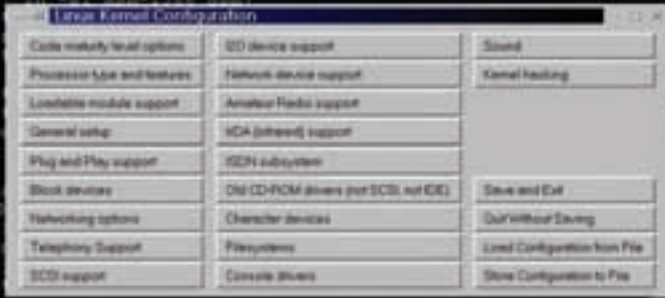 Linux Kernel Configuration
Code maturity level options
Processor type and features
Loadable module support
General setup
Plug and Play support
Block devices
Networking options
Telephony Support
SCSI support
I2O device support
Network device support
Amateur Radio support
IrDA (infrared) support
ISDN subsystem
Old CD-ROM drivers (not SCSI, not IDE)
Character devices
Filesystems
Console drivers
Sound
Kernel hacking
Save and Exit
Quit Without Saving
Load Configuration from File
Store Configuration to File